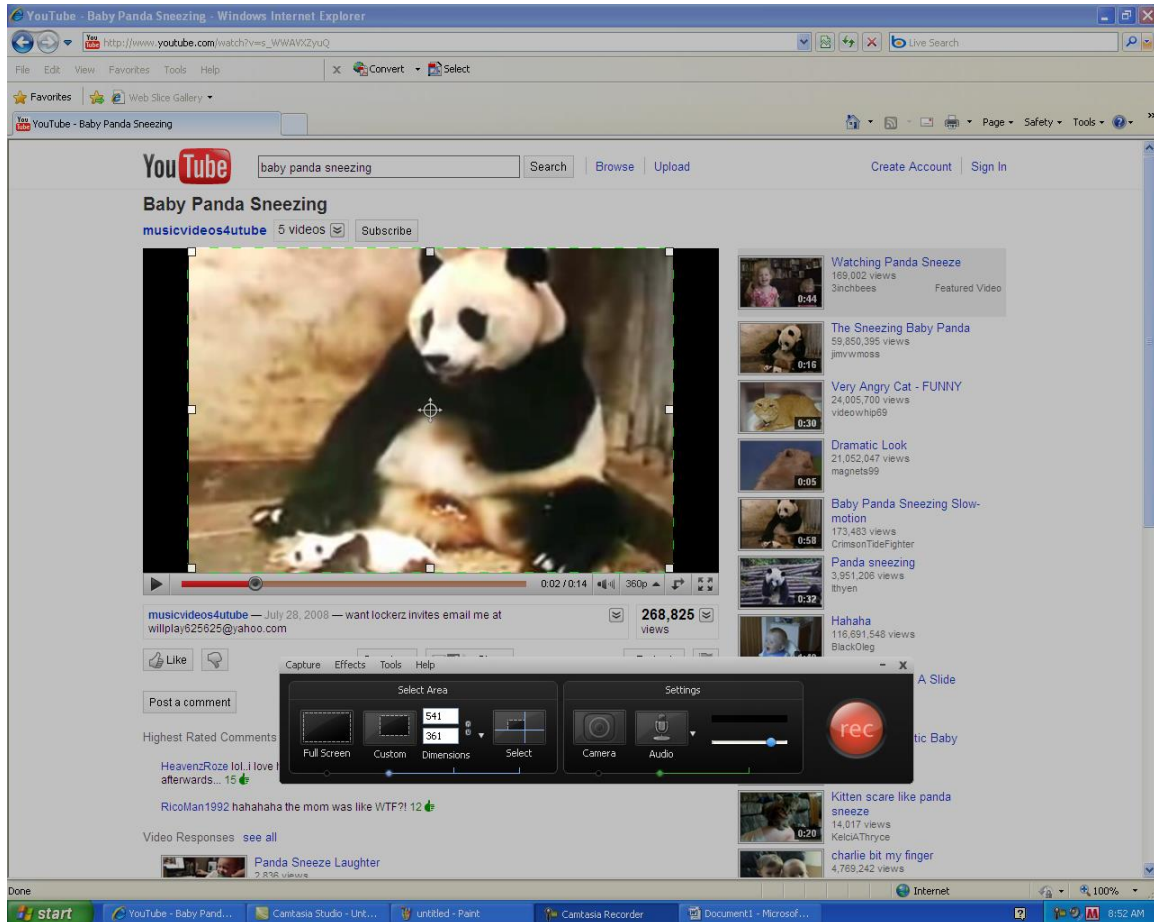 YouTube - Baby Panda Sneezing - Windows Internet Explorer
http://www.youtube.com/watch?v=s_WWAVXZyuQ
Live Search
File Edit View Favorites Tools Help
x Convert Select
Favorites Web Slice Gallery
YouTube - Baby Panda Sneezing
Page Safety Tools
YouTube
baby panda sneezing
Search Browse Upload
Create Account Sign In
Baby Panda Sneezing
musicvideos4utube 5 videos Subscribe
0:02 / 0:14 360p
musicvideos4utube — July 28, 2008 — want lockerz invites email me at
willplay625625@yahoo.com
268,825
views
Like
Post a comment
Highest Rated Comments
HeavenzRoze lol..i love
afterwards... 15
RicoMan1992 hahahaha the mom was like WTF?! 12
Video Responses see all
Panda Sneeze Laughter
2,836 views
Watching Panda Sneeze
169,002 views
3inchbees Featured Video
0:44
The Sneezing Baby Panda
59,850,395 views
jimvwmoss
0:16
Very Angry Cat - FUNNY
24,005,700 views
videowhip69
0:30
Dramatic Look
21,052,047 views
magnets99
0:05
Baby Panda Sneezing Slow-
motion
173,483 views
CrimsonTideFighter
0:58
Panda sneezing
3,951,206 views
lthyen
0:32
Hahaha
116,691,548 views
BlackOleg
A Slide
tic Baby
Kitten scare like panda
sneeze
14,017 views
KelciAThryce
0:20
charlie bit my finger
4,769,242 views
Capture Effects Tools Help
- X
Select Area
Full Screen
Custom
541
361
Dimensions
Select
Settings
Camera
Audio
rec
Done
Internet
100%
start
YouTube - Baby Pand...
Camtasia Studio - Unt...
untitled - Paint
Camtasia Recorder
Document1 - Microsof...
8:52 AM